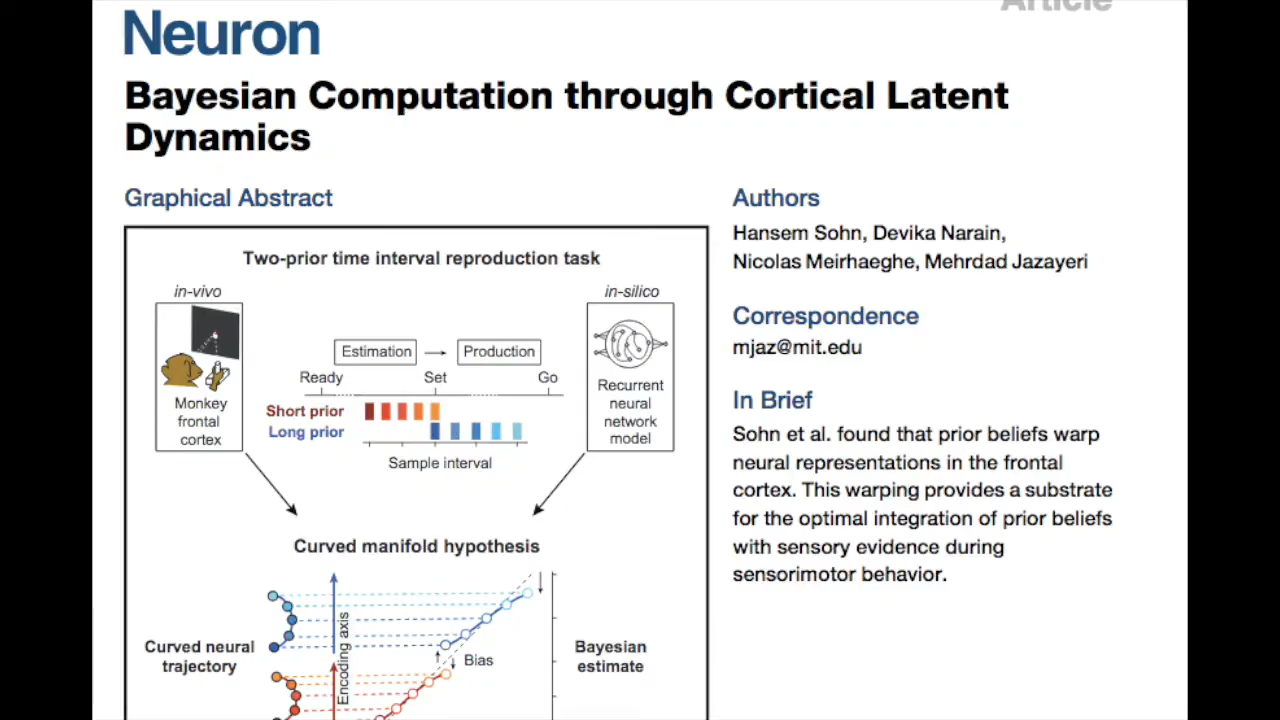 Article
Neuron
Bayesian Computation through Cortical Latent
Dynamics
Graphical Abstract
Two-prior time interval reproduction task
in-vivo
in-silico
Estimation
Production
Ready
Set
Go
Monkey
frontal
cortex
Recurrent
neural
network
model
Short prior
Long prior
Sample interval
Curved manifold hypothesis
Curved neural
trajectory
Encoding axis
Bias
Bayesian
estimate
Authors
Hansem Sohn, Devika Narain,
Nicolas Meirhaeghe, Mehrdad Jazayeri
Correspondence
mjaz@mit.edu
In Brief
Sohn et al. found that prior beliefs warp
neural representations in the frontal
cortex. This warping provides a substrate
for the optimal integration of prior beliefs
with sensory evidence during
sensorimotor behavior.